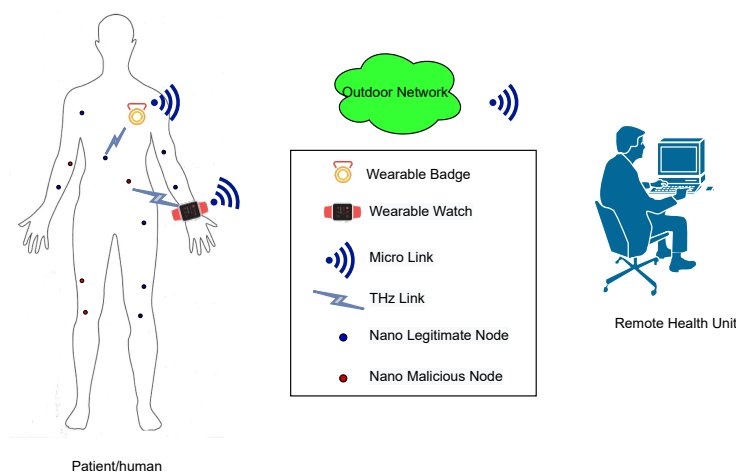 Outdoor Network
Wearable Badge
Wearable Watch
Micro Link
THz Link
Nano Legitimate Node
Nano Malicious Node
Remote Health Unit
Patient/human